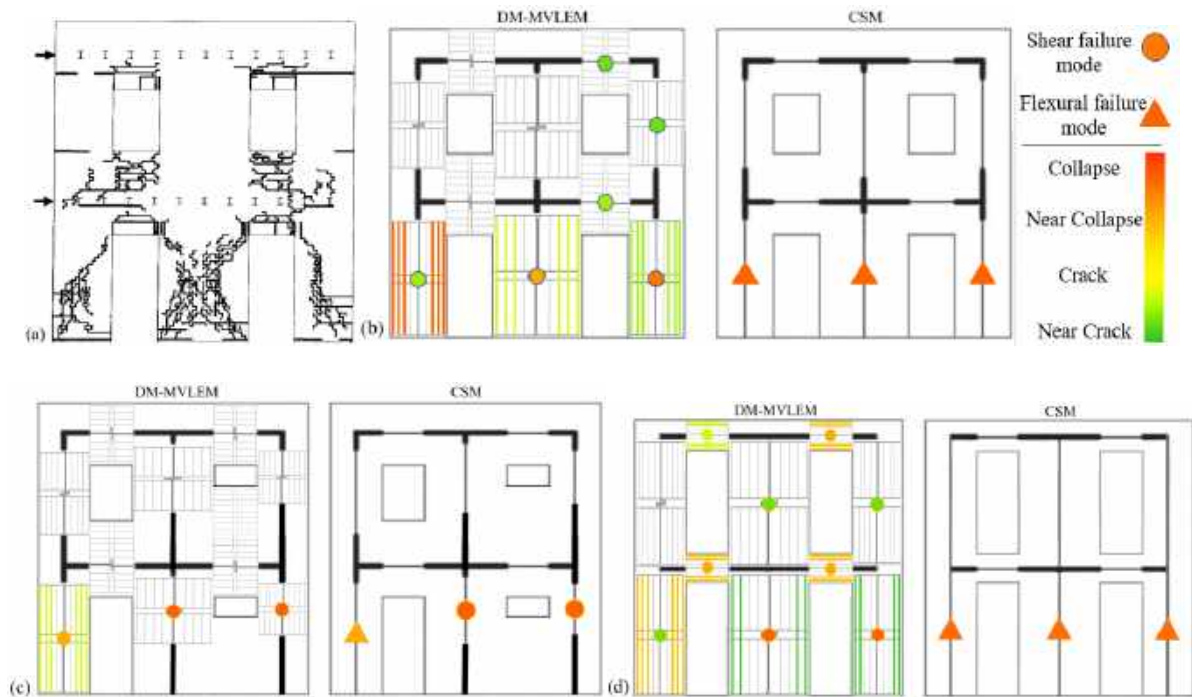 DM-MVLEM
CSM
Shear failure
mode
Flexural failure
mode
Collapse
Near Collapse
Crack
Near Crack
(a)
(b)
DM-MVLEM
CSM
DM-MVLEM
CSM
(c)
(d)